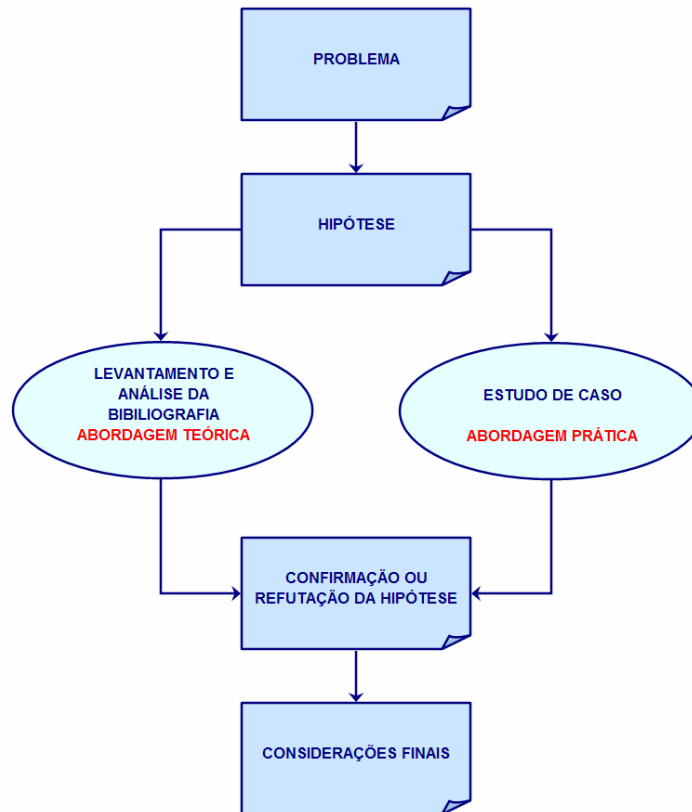 PROBLEMA
HIPÓTESE
LEVANTAMENTO E
ANÁLISE DA
BIBILIOGRAFIA
ABORDAGEM TEÓRICA
ESTUDO DE CASO
ABORDAGEM PRÁTICA
CONFIRMAÇÃO OU
REFUTAÇÃO DA HIPÓTESE
CONSIDERAÇÕES FINAIS